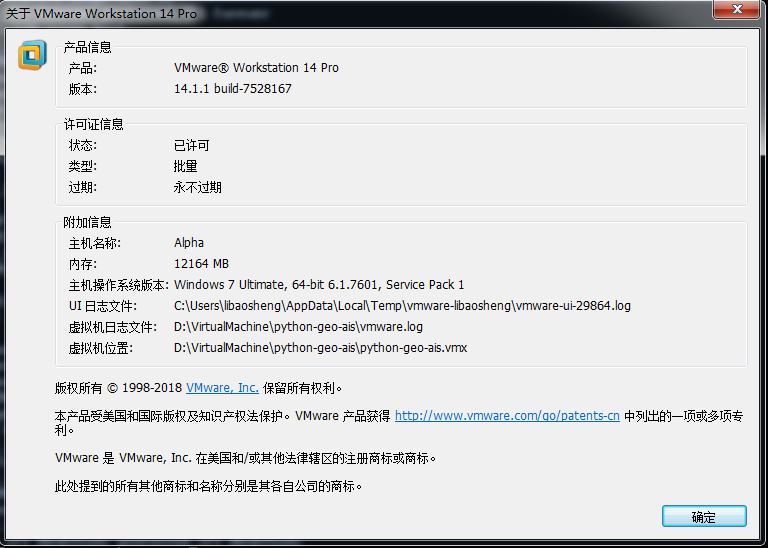 关于 VMware Workstation 14 Pro
产品信息
产品: VMware® Workstation 14 Pro
版本: 14.1.1 build-7528167
许可证信息
状态: 已许可
类型: 批量
过期: 永不过期
附加信息
主机名称: Alpha
内存: 12164 MB
主机操作系统版本: Windows 7 Ultimate, 64-bit 6.1.7601, Service Pack 1
UI 日志文件: C:\Users\libaosheng\AppData\Local\Temp\vmware-libaosheng\vmware-ui-29864.log
虚拟机日志文件: D:\VirtualMachine\python-geo-ais\vmware.log
虚拟机位置: D:\VirtualMachine\python-geo-ais\python-geo-ais.vmx
版权所有 © 1998-2018 VMware, Inc. 保留所有权利。
本产品受美国和国际版权及知识产权法保护。VMware 产品获得 http://www.vmware.com/go/patents-cn 中列出的一项或多项专
利。
VMware 是 VMware, Inc. 在美国和/或其他法律辖区的注册商标或商标。
此处提到的所有其他商标和名称分别是其各自公司的商标。
确定